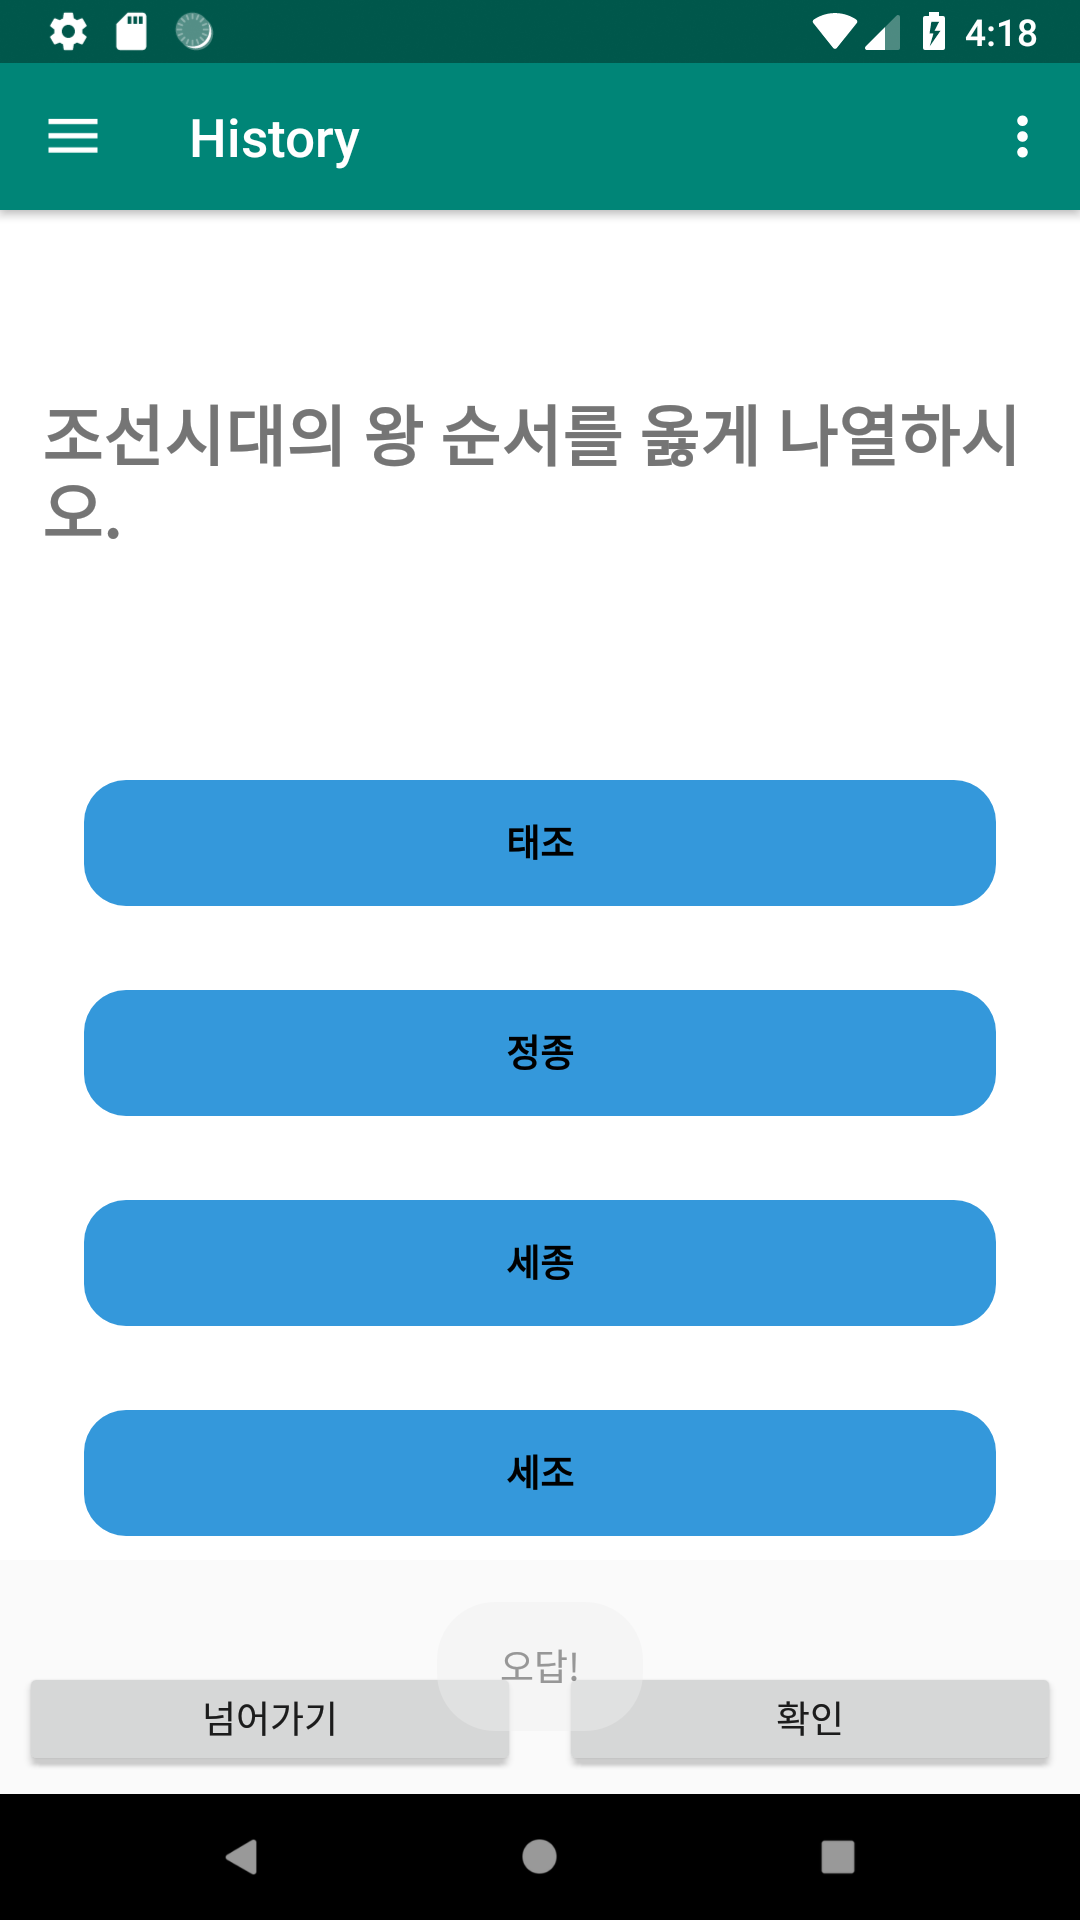 4:18
History
조선시대의 왕 순서를 옳게 나열하시
오.
태조
정종
세종
세조
오답!
넘어가기
확인